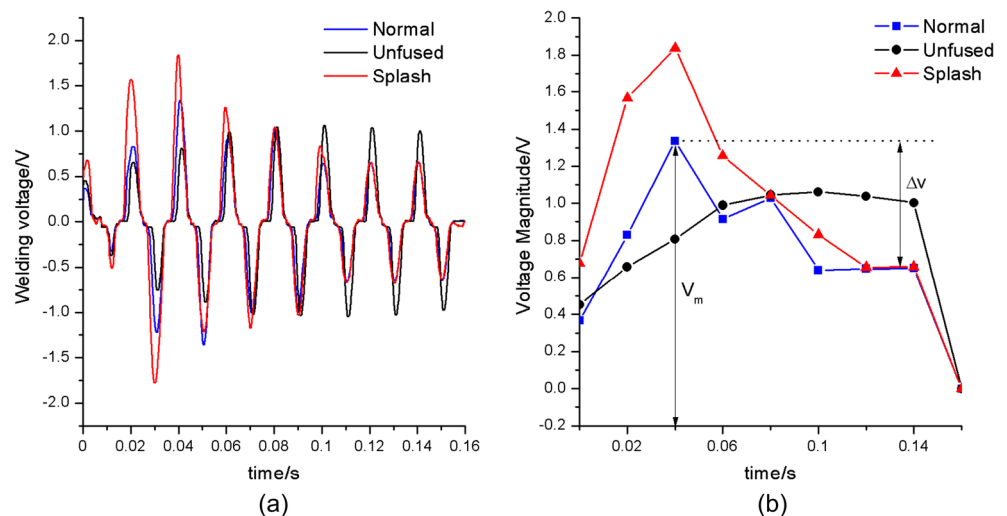 Normal
Unfused
Splash
Welding voltage/V
2.0
1.5
1.0
0.5
0.0
-0.5
-1.0
-1.5
-2.0
0 0.02 0.04 0.06 0.08 0.1 0.12 0.14 0.16
time/s
(a)
Normal
Unfused
Splash
Voltage Magnitude/V
2.0
1.8
1.6
1.4
1.2
1.0
0.8
0.6
0.4
0.2
0.0
-0.2
ΔV
Vm
0.02 0.06 0.1 0.14
time/s
(b)